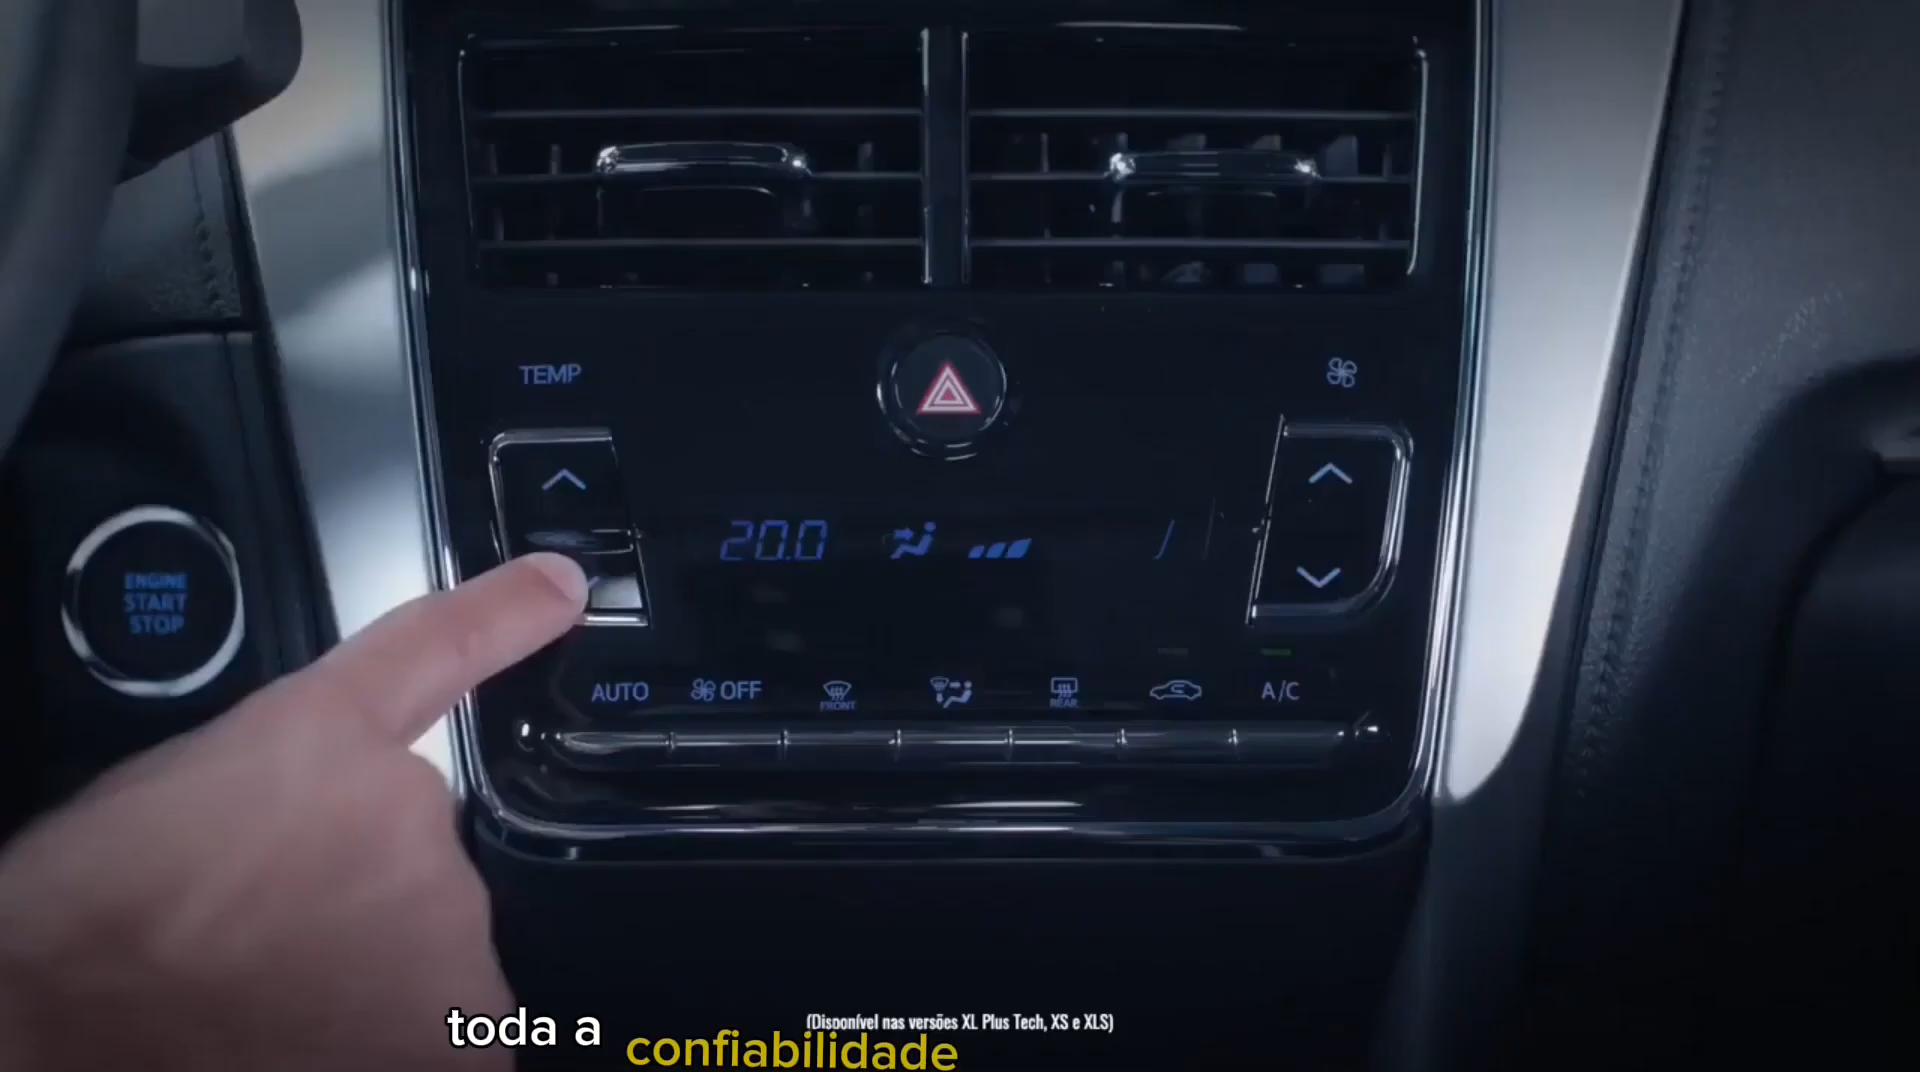 TEMP
20.0
ENGINE
START
STOP
AUTO
OFF
FRONT
REAR
A/C
(Disponível nas versões XL Plus Tech, XS e XLS)
toda a
confiabilidade